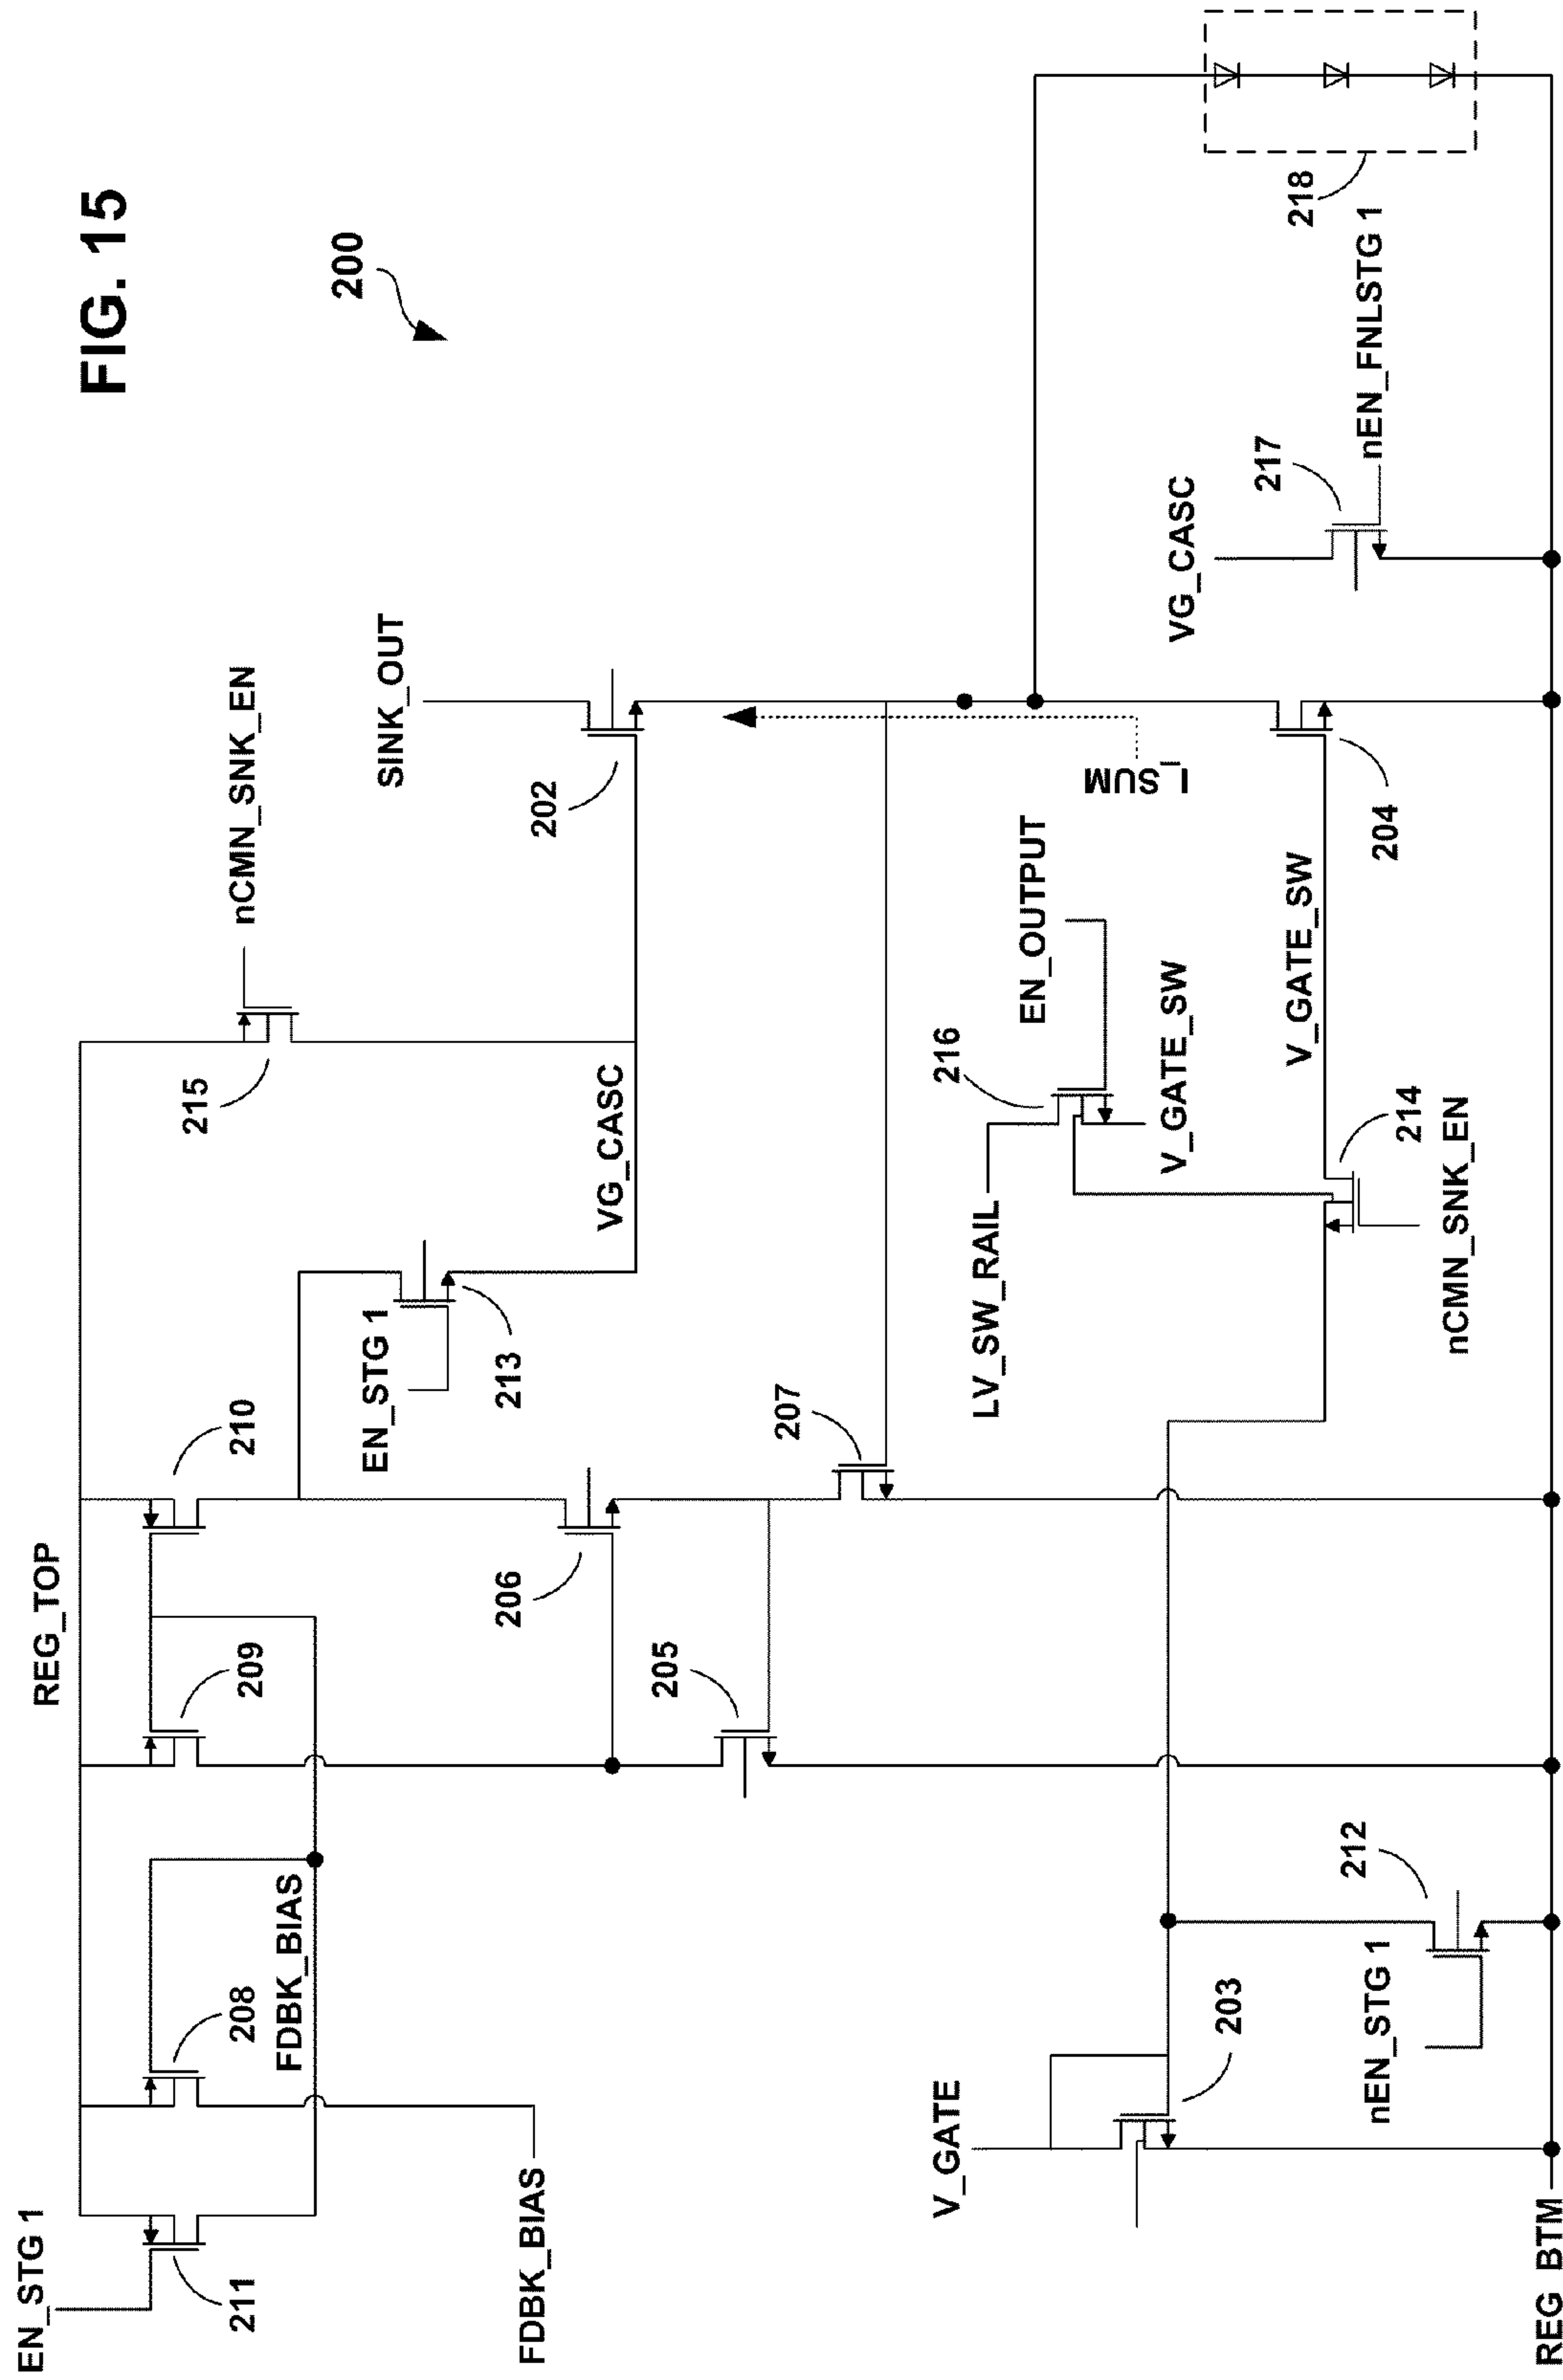 FIG. 15
200
EN_STG 1
211
FDBK_BIAS
208
FDBK_BIAS
REG_TOP
209
210
EN_STG 1
213
VG_CASC
215
nCMN_SNK_EN
SINK_OUT
202
206
205
207
I_SUM
V_GATE
203
nEN_STG 1
212
LV_SW_RAIL
216
EN_OUTPUT
V_GATE_SW
V_GATE_SW
214
nCMN_SNK_EN
204
VG_CASC
217
nEN_FNLSTG 1
218
REG BTM